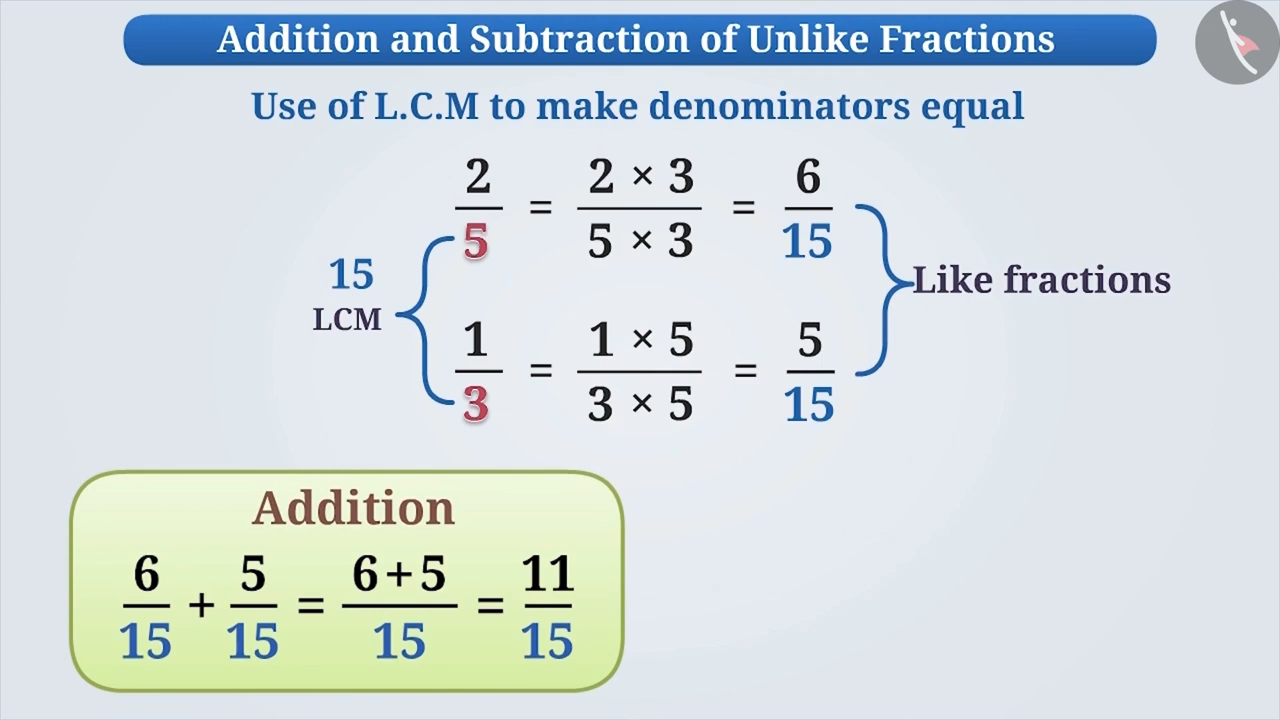 Addition and Subtraction of Unlike Fractions
Use of L.C.M to make denominators equal
2/5 = 2 × 3/5 × 3 = 6/15
15
LCM
Like fractions
1/3 = 1 × 5/3 × 5 = 5/15
Addition
6/15 + 5/15 = 6+5/15 = 11/15